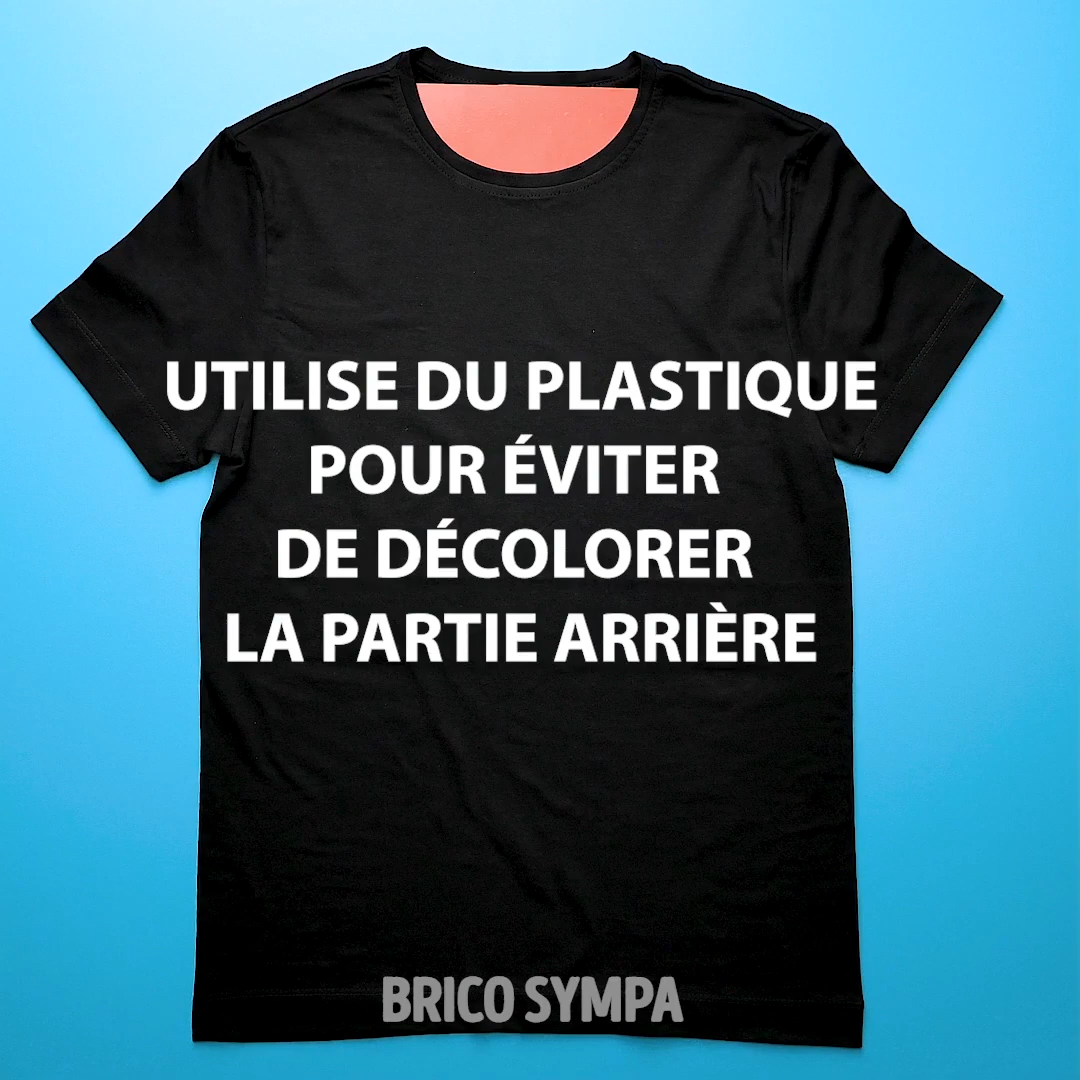 UTILISE DU PLASTIQUE
POUR ÉVITER
DE DÉCOLORER
LA PARTIE ARRIÈRE
BRICO SYMPA